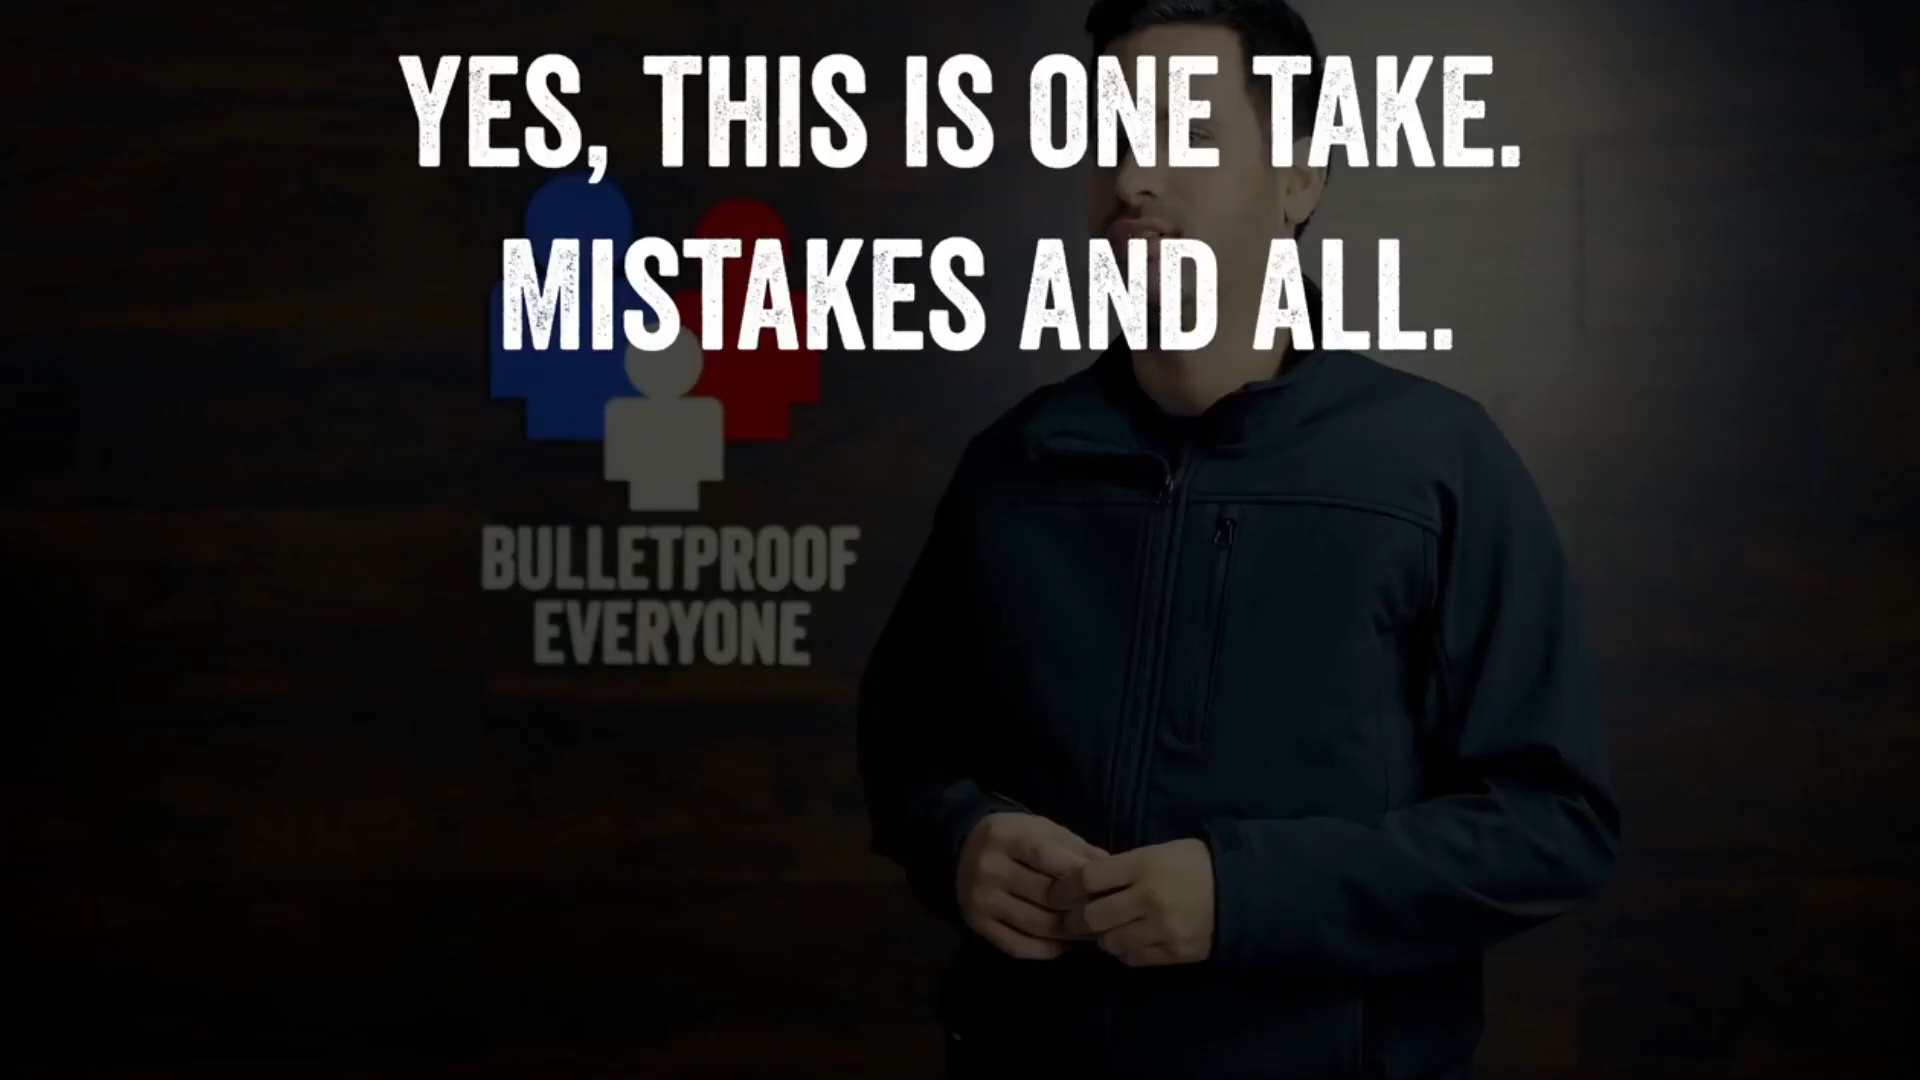 YES, THIS IS ONE TAKE.
MISTAKES AND ALL.
BULLETPROOF
EVERYONE